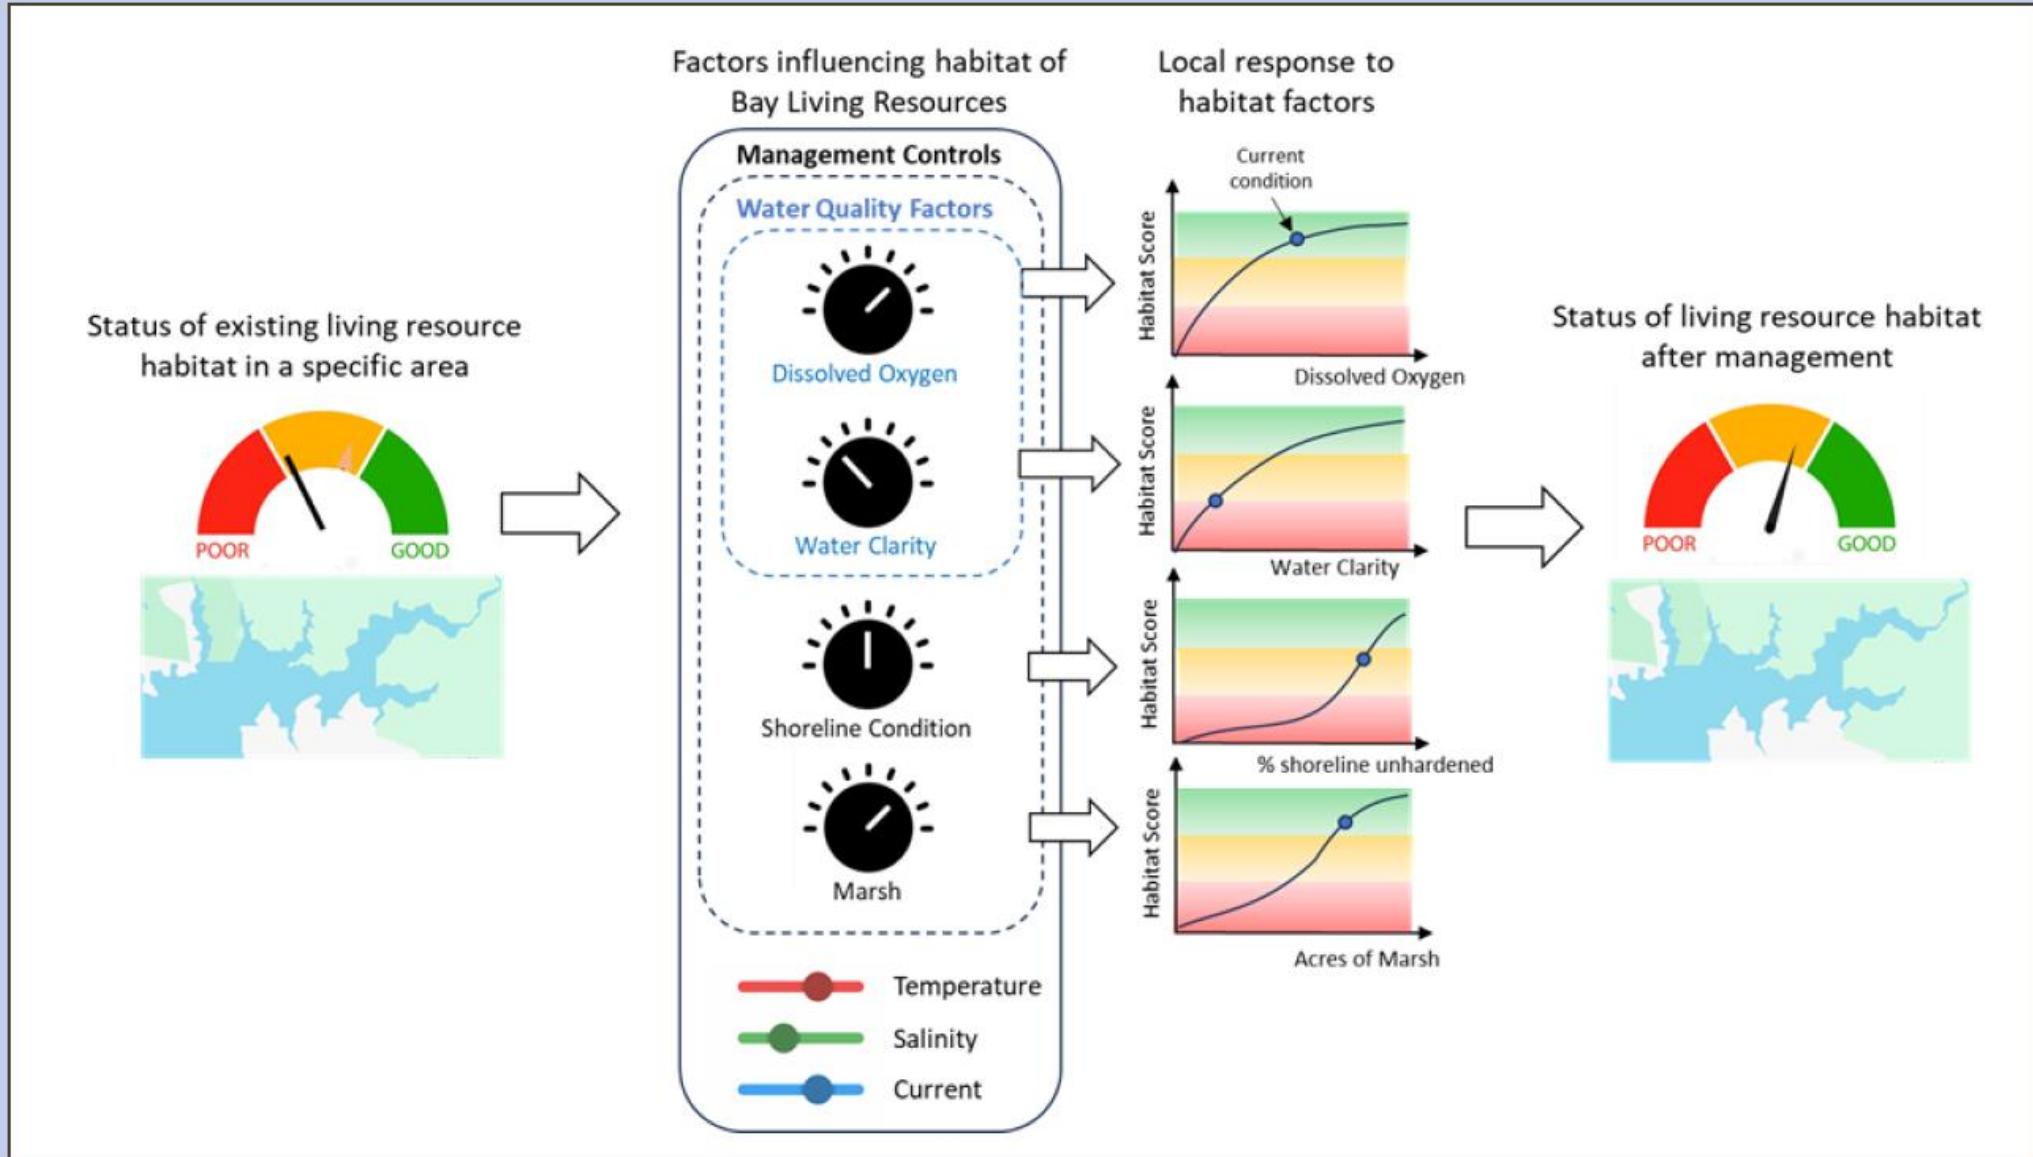 Status of existing living resource
habitat in a specific area
POOR
GOOD
Factors influencing habitat of
Bay Living Resources
Management Controls
Water Quality Factors
Dissolved Oxygen
Water Clarity
Shoreline Condition
Marsh
Temperature
Salinity
Current
Local response to
habitat factors
Current
condition
Habitat Score
Dissolved Oxygen
Habitat Score
Water Clarity
Habitat Score
% shoreline unhardened
Habitat Score
Acres of Marsh
Status of living resource habitat
after management
POOR
GOOD